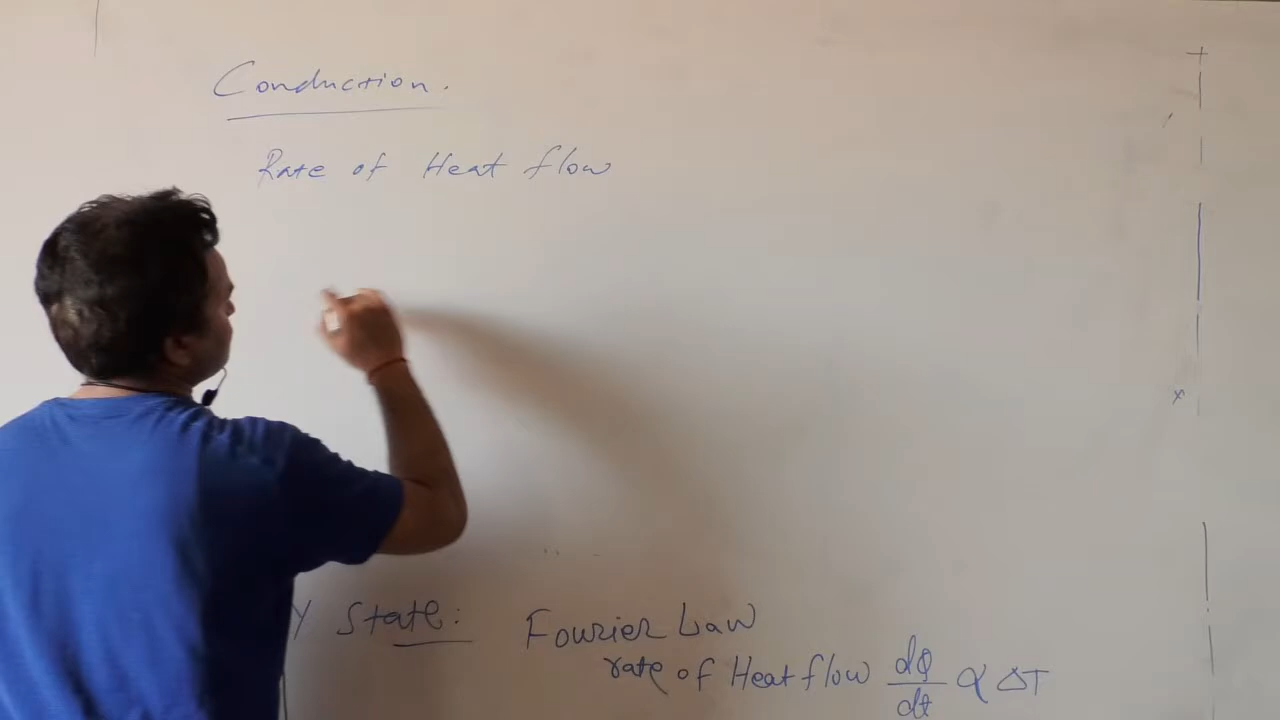 Conduction.
Rate of Heat flow
y State: Fourier Law
rate of Heat flow dQ/dt ∝ ΔT